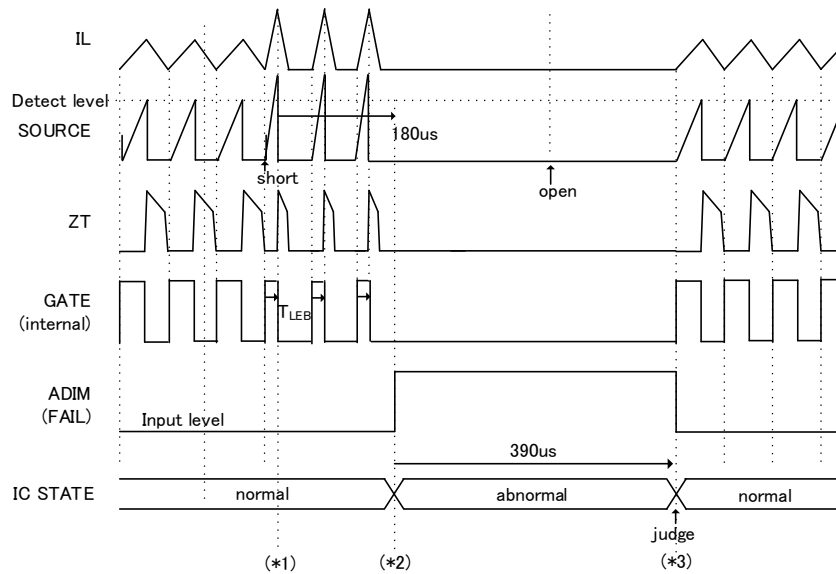 IL
Detect level
SOURCE
180us
short
open
ZT
GATE
(internal)
TLEB
ADIM
(FAIL)
Input level
390us
IC STATE
normal
abnormal
normal
judge
(*1)
(*2)
(*3)